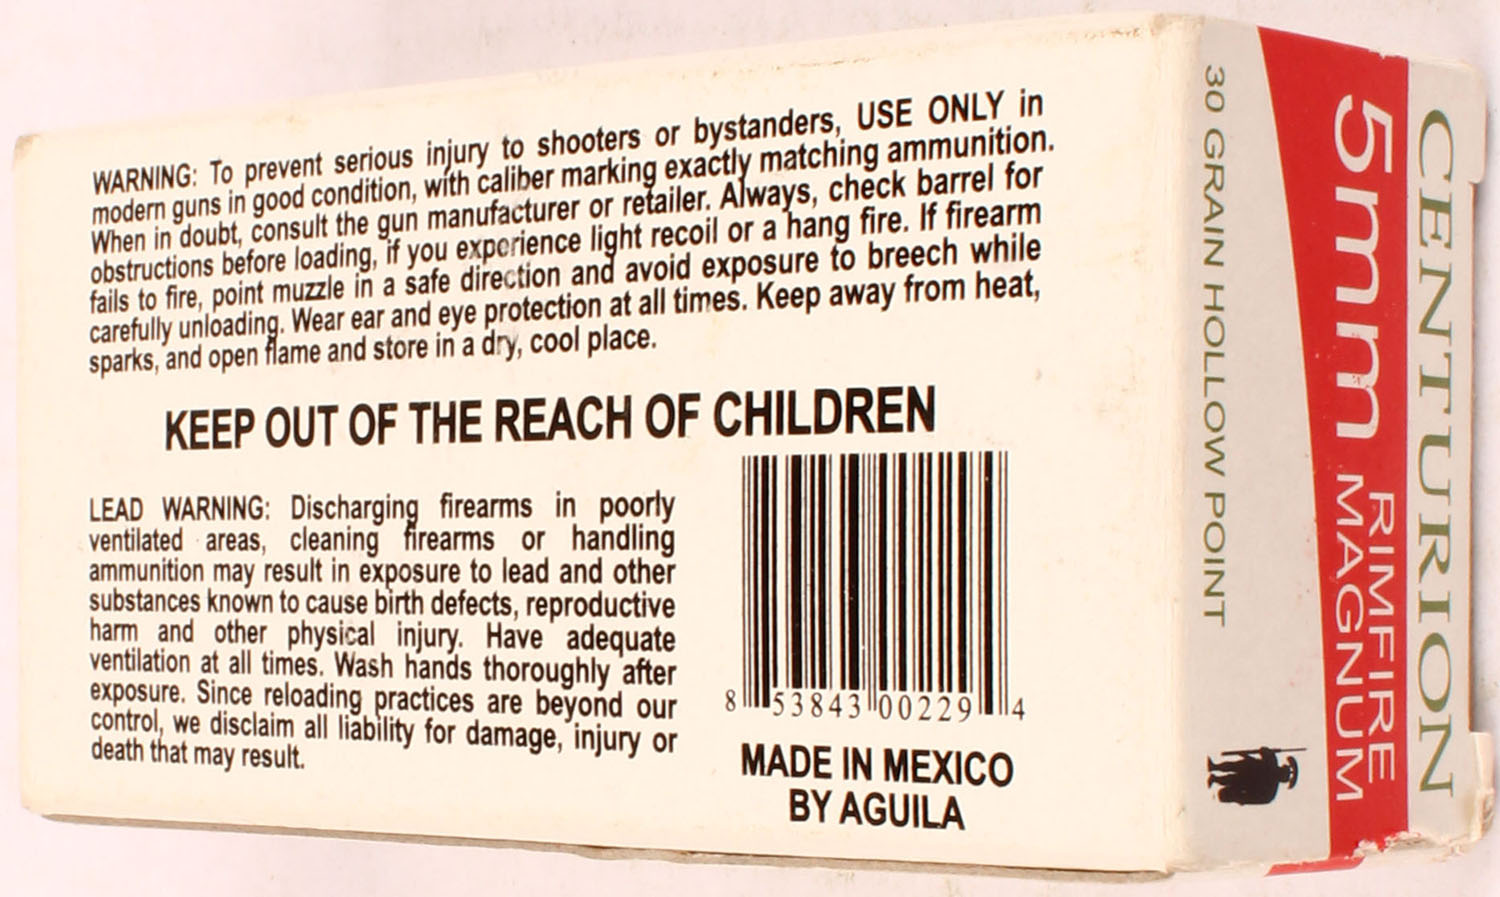 WARNING: To prevent serious injury to shooters or bystanders, USE ONLY in
modern guns in good condition, with caliber marking exactly matching ammunition.
When in doubt, consult the gun manufacturer or retailer. Always, check barrel for
obstructions before loading, if you experience light recoil or a hang fire. If firearm
fails to fire, point muzzle in a safe direction and avoid exposure to breech while
carefully unloading. Wear ear and eye protection at all times. Keep away from heat,
sparks, and open flame and store in a dry, cool place.
KEEP OUT OF THE REACH OF CHILDREN
LEAD WARNING: Discharging firearms in poorly
ventilated areas, cleaning firearms or handling
ammunition may result in exposure to lead and other
substances known to cause birth defects, reproductive
harm and other physical injury. Have adequate
ventilation at all times. Wash hands thoroughly after
exposure. Since reloading practices are beyond our
control, we disclaim all liability for damage, injury or
death that may result.
8 53843 00229 4
MADE IN MEXICO
BY AGUILA
CENTURION
5mm RIMFIRE
MAGNUM
30 GRAIN HOLLOW POINT